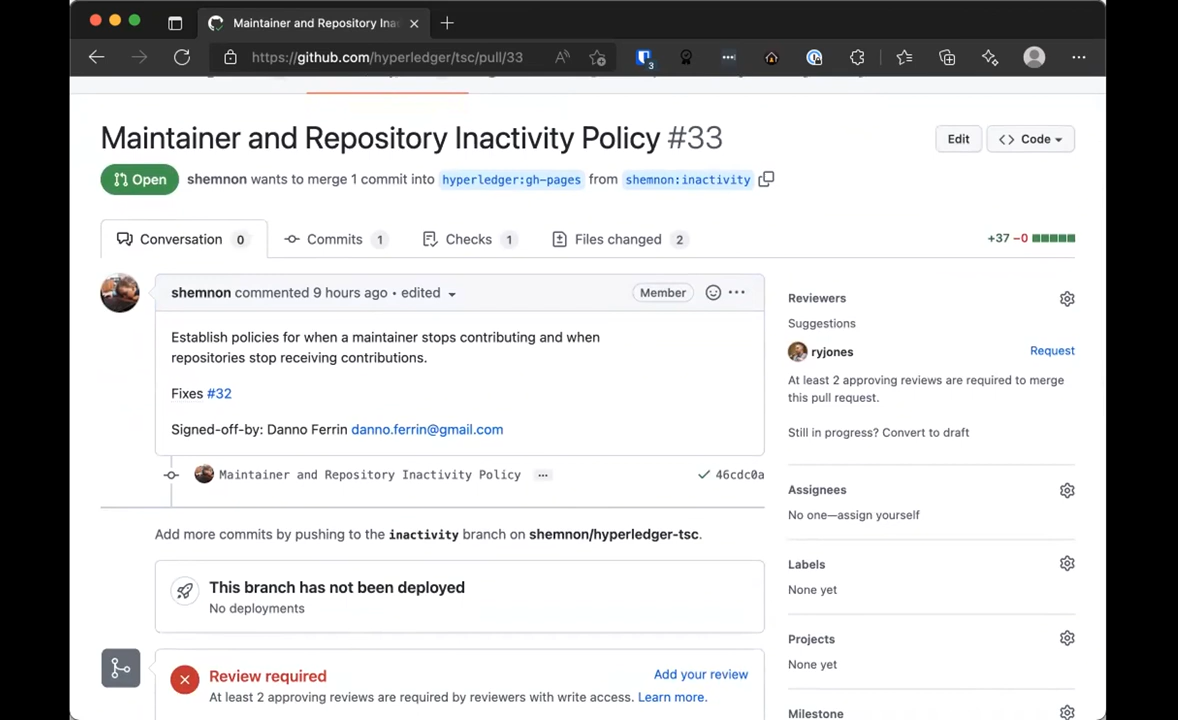 Maintainer and Repository Ina
https://github.com/hyperledger/tsc/pull/33
3
Maintainer and Repository Inactivity Policy #33
Edit
Code
Open
shemnon wants to merge 1 commit into hyperledger:gh-pages from shemnon:inactivity
Conversation 0
Commits 1
Checks 1
Files changed 2
+37 −0
shemnon commented 9 hours ago • edited
Member
Establish policies for when a maintainer stops contributing and when
repositories stop receiving contributions.
Fixes #32
Signed-off-by: Danno Ferrin danno.ferrin@gmail.com
Maintainer and Repository Inactivity Policy
46cdc0a
Add more commits by pushing to the inactivity branch on shemnon/hyperledger-tsc.
This branch has not been deployed
No deployments
Review required
Add your review
At least 2 approving reviews are required by reviewers with write access. Learn more.
Reviewers
Suggestions
ryjones
Request
At least 2 approving reviews are required to merge
this pull request.
Still in progress? Convert to draft
Assignees
No one—assign yourself
Labels
None yet
Projects
None yet
Milestone